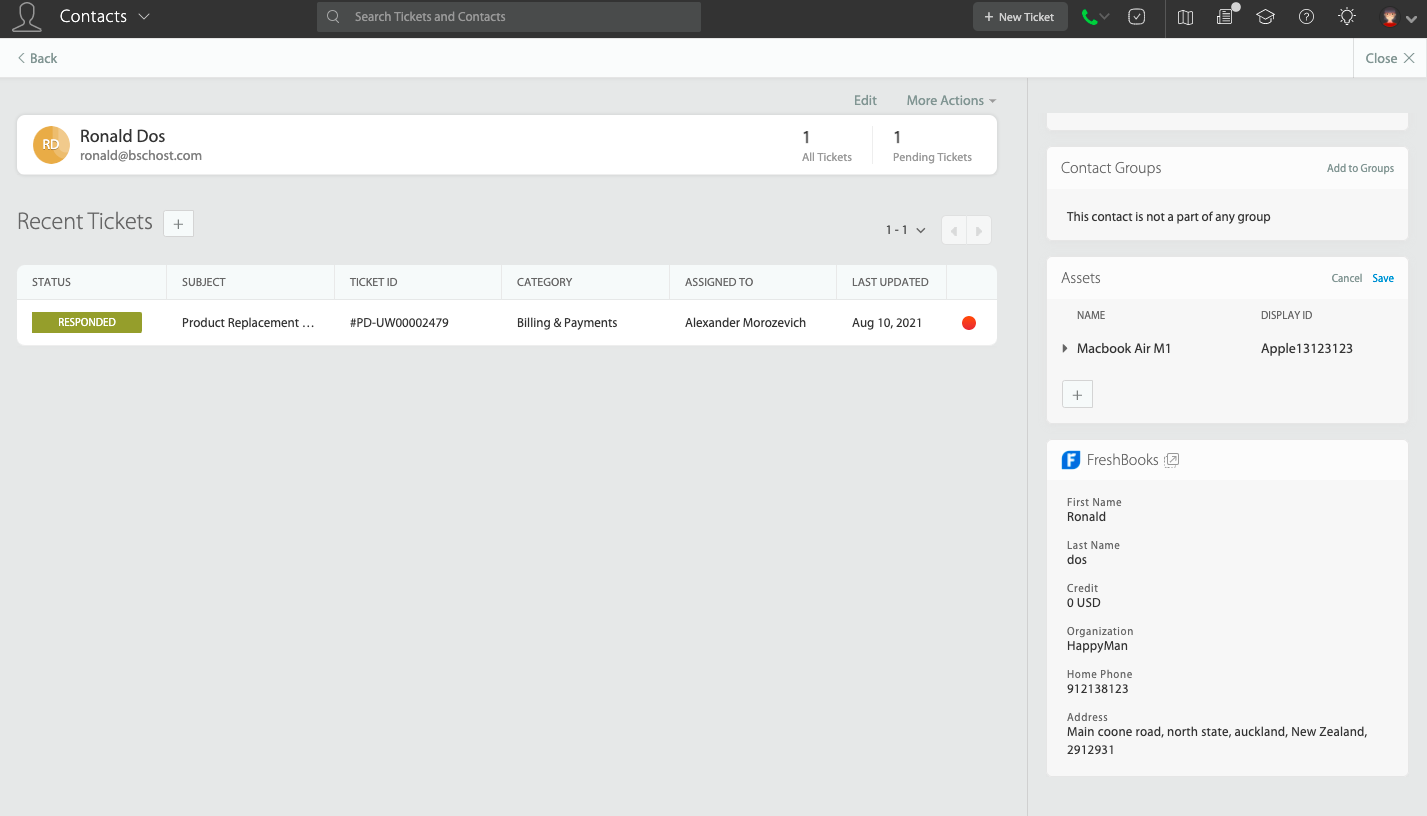 Contacts
Search Tickets and Contacts
+ New Ticket
Back
Close
Edit
More Actions
RD
Ronald Dos
ronald@bschost.com
1
All Tickets
1
Pending Tickets
Recent Tickets
+
1 - 1
STATUS SUBJECT TICKET ID CATEGORY ASSIGNED TO LAST UPDATED
RESPONDED Product Replacement ... #PD-UW00002479 Billing & Payments Alexander Morozevich Aug 10, 2021
Contact Groups
Add to Groups
This contact is not a part of any group
Assets
Cancel Save
NAME DISPLAY ID
Macbook Air M1 Apple13123123
+
F FreshBooks
First Name
Ronald
Last Name
dos
Credit
0 USD
Organization
HappyMan
Home Phone
912138123
Address
Main coone road, north state, auckland, New Zealand,
2912931